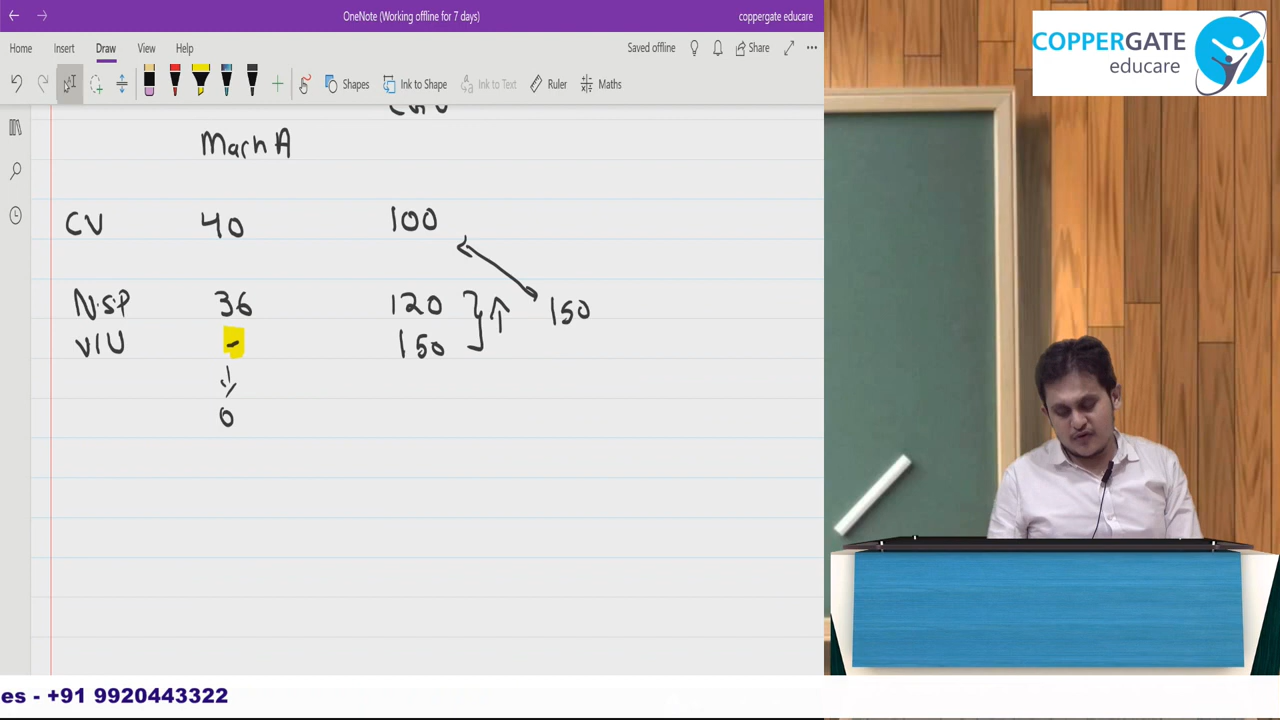 OneNote (Working offline for 7 days)
coppergate educare
Home Insert Draw View Help
Saved offline Share
Shapes Ink to Shape Ink to Text Ruler Maths
COPPERGATE
educare
Mach A
CV 40 100
N.S.P 36 120 150
VIU - 150
0
es - +91 9920443322